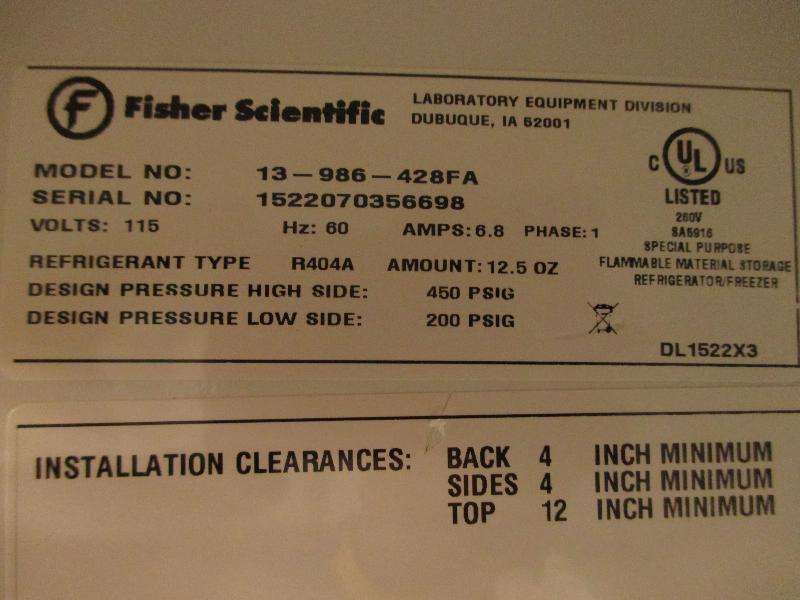 Fisher Scientific
LABORATORY EQUIPMENT DIVISION
DUBUQUE, IA 52001
MODEL NO: 13-986-428FA
SERIAL NO: 1522070356698
VOLTS: 115 Hz: 60 AMPS: 6.8 PHASE: 1
REFRIGERANT TYPE R404A AMOUNT: 12.5 OZ
DESIGN PRESSURE HIGH SIDE: 450 PSIG
DESIGN PRESSURE LOW SIDE: 200 PSIG
C UL US
LISTED
260V
SA5916
SPECIAL PURPOSE
FLAMMABLE MATERIAL STORAGE
REFRIGERATOR/FREEZER
DL1522X3
INSTALLATION CLEARANCES: BACK 4 INCH MINIMUM
SIDES 4 INCH MINIMUM
TOP 12 INCH MINIMUM